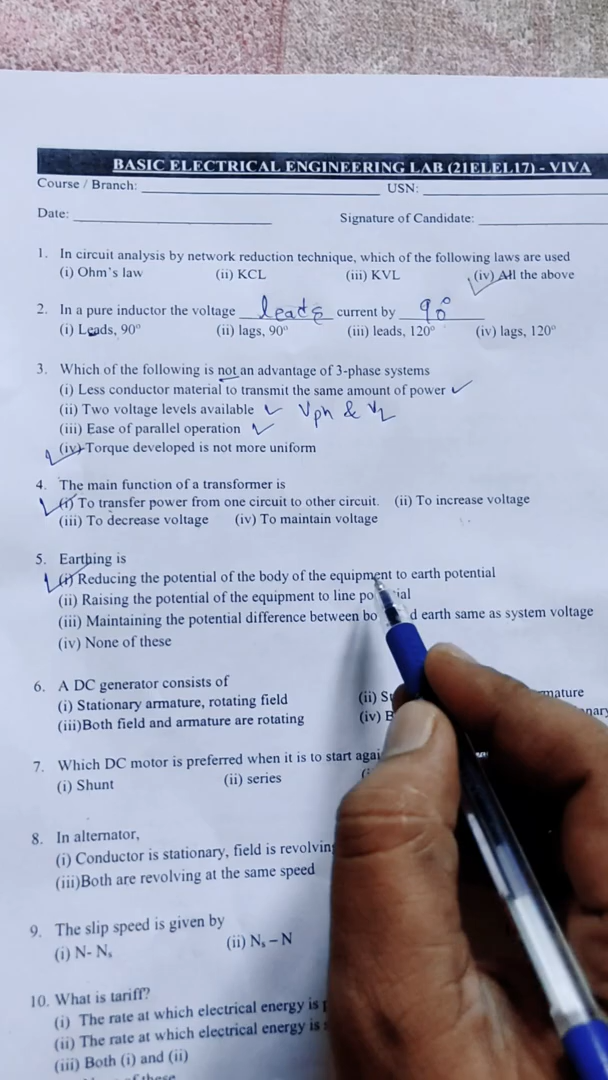 BASIC ELECTRICAL ENGINEERING LAB (21ELEL17) - VIVA
Course / Branch: USN:
Date: Signature of Candidate:
1. In circuit analysis by network reduction technique, which of the following laws are used
(i) Ohm's law (ii) KCL (iii) KVL (iv) All the above
2. In a pure inductor the voltage leads current by 90°
(i) Leads, 90° (ii) lags, 90° (iii) leads, 120° (iv) lags, 120°
3. Which of the following is not an advantage of 3-phase systems
(i) Less conductor material to transmit the same amount of power
(ii) Two voltage levels available Vph & VL
(iii) Ease of parallel operation
(iv) Torque developed is not more uniform
4. The main function of a transformer is
(i) To transfer power from one circuit to other circuit. (ii) To increase voltage
(iii) To decrease voltage (iv) To maintain voltage
5. Earthing is
(i) Reducing the potential of the body of the equipment to earth potential
(ii) Raising the potential of the equipment to line
(iii) Maintaining the potential difference between earth same as system voltage
(iv) None of these
6. A DC generator consists of
(i) Stationary armature, rotating field (ii)
(iii)Both field and armature are rotating (iv)
7. Which DC motor is preferred when it is to start
(i) Shunt (ii) series
8. In alternator,
(i) Conductor is stationary, field is
(iii)Both are revolving at the same speed
9. The slip speed is given by
(i) N- Ns (ii) Ns – N
10. What is tariff?
(i) The rate at which electrical energy is
(ii) The rate at which electrical energy is
(iii) Both (i) and (ii)